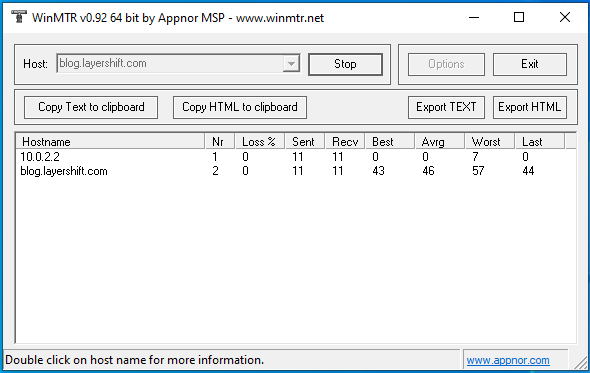 WinMTR v0.92 64 bit by Appnor MSP - www.winmtr.net
Host: blog.layershift.com Stop Options Exit
Copy Text to clipboard Copy HTML to clipboard Export TEXT Export HTML
Hostname Nr Loss % Sent Recv Best Avrg Worst Last
10.0.2.2 1 0 11 11 0 0 7 0
blog.layershift.com 2 0 11 11 43 46 57 44
Double click on host name for more information. www.appnor.com